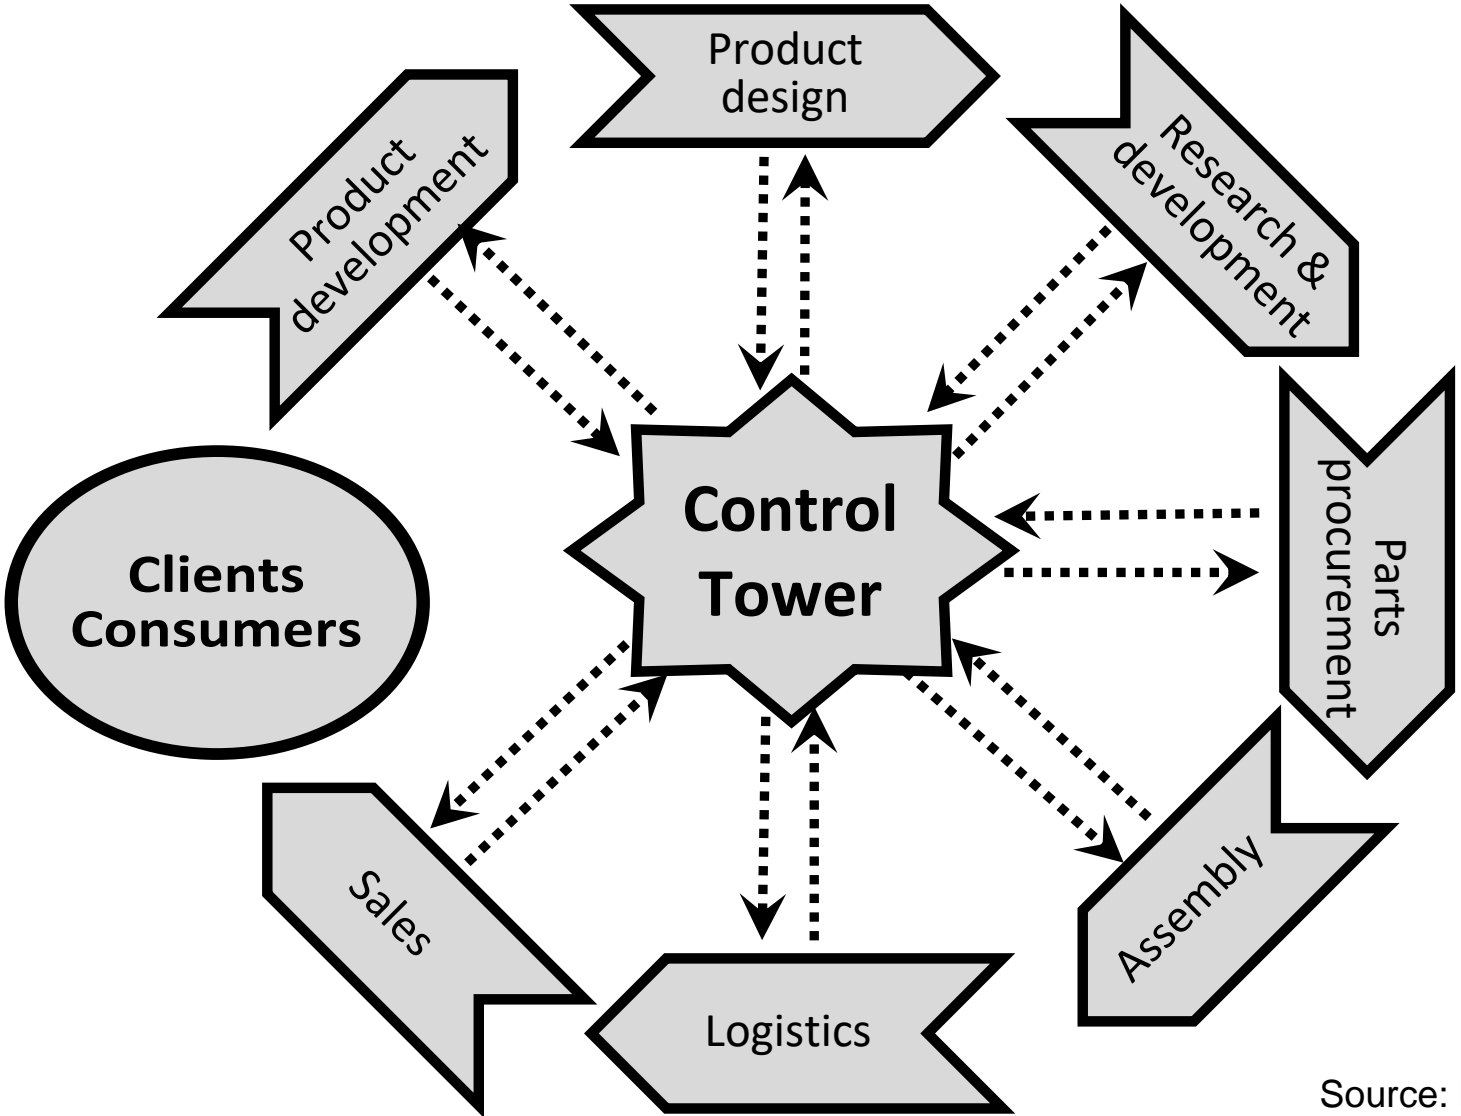 Product
design
Product
development
Research &
development
Parts
procurement
Control
Tower
Clients
Consumers
Assembly
Sales
Logistics
Source: